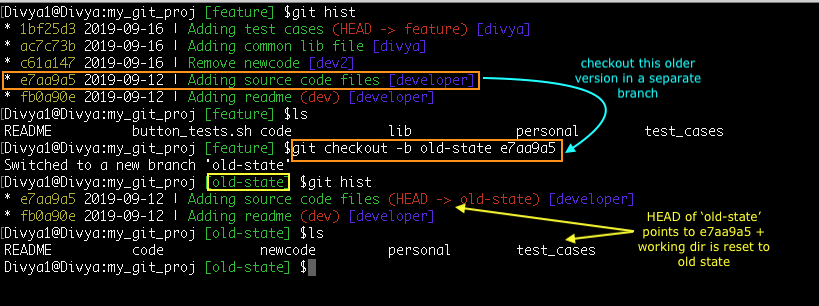 Divya1@Divya:my_git_proj [feature] $git hist
* 1bf25d3 2019-09-16 | Adding test cases (HEAD -> feature) [divya]
* ac7c73b 2019-09-16 | Adding common lib file [divya]
* c61a147 2019-09-16 | Remove newcode [dev2]
* e7aa9a5 2019-09-12 | Adding source code files [developer]
* fb0a90e 2019-09-12 | Adding readme (dev) [developer]
checkout this older
version in a separate
branch
Divya1@Divya:my_git_proj [feature] $ls
README button_tests.sh code lib personal test_cases
Divya1@Divya:my_git_proj [feature] $git checkout -b old-state e7aa9a5
Switched to a new branch 'old-state'
Divya1@Divya:my_git_proj [old-state] $git hist
* e7aa9a5 2019-09-12 | Adding source code files (HEAD -> old-state) [developer]
* fb0a90e 2019-09-12 | Adding readme (dev) [developer]
Divya1@Divya:my_git_proj [old-state] $ls
README code newcode personal test_cases
Divya1@Divya:my_git_proj [old-state] $
HEAD of 'old-state'
points to e7aa9a5 +
working dir is reset to
old state